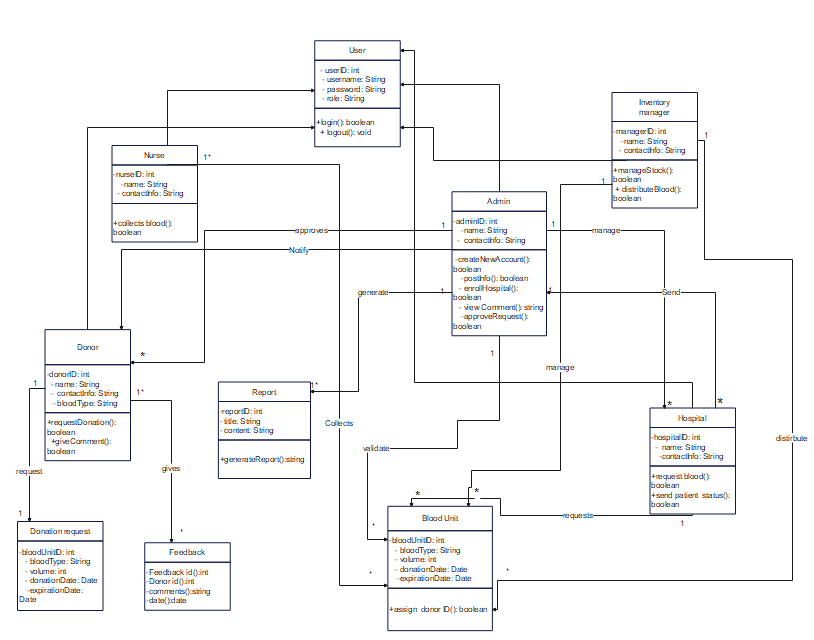 User
- userID: int
- username: String
- password: String
- role: String
+login(): boolean
+ logout(): void
Inventory
manager
-managerID: int
-name: String
- contactInfo: String
+manageStock():
boolean
+ distributeBlood():
boolean
1
1
Nurse
-nurseID: int
-name: String
- contactInfo: String
+collects blood():
boolean
1*
Admin
-adminID: int
-name: String
- contactInfo: String
-createNewAccount():
boolean
-postInfo(): boolean
- enrollHospital():
boolean
- view Comment(): string
-approveRequest():
boolean
1
approves
Notify
1
manage
generate
1
1
Send
1
manage
Donor
-donorID: int
- name: String
- contactInfo: String
- bloodType: String
+requestDonation():
boolean
+giveComment():
boolean
*
1
1*
Report
-reportID: int
- title: String
- content: String
+generateReport():string
1*
Collects
validate
*
*
Hospital
-hospitalID: int
- name: String
-contactInfo: String
+request blood():
boolean
+send patient status():
boolean
1
distirbute
request
gives
1
*
Donation request
-bloodUnitID: int
- bloodType: String
- volume: int
- donationDate: Date
-expirationDate:
Date
Feedback
-Feedback id():int
-Donor id():int
-comments():string
-date():date
*
*
requests
Blood Unit
-bloodUnitID: int
- bloodType: String
- volume: int
- donationDate: Date
-expirationDate: Date
+assign donor ID(): boolean
*
*
*